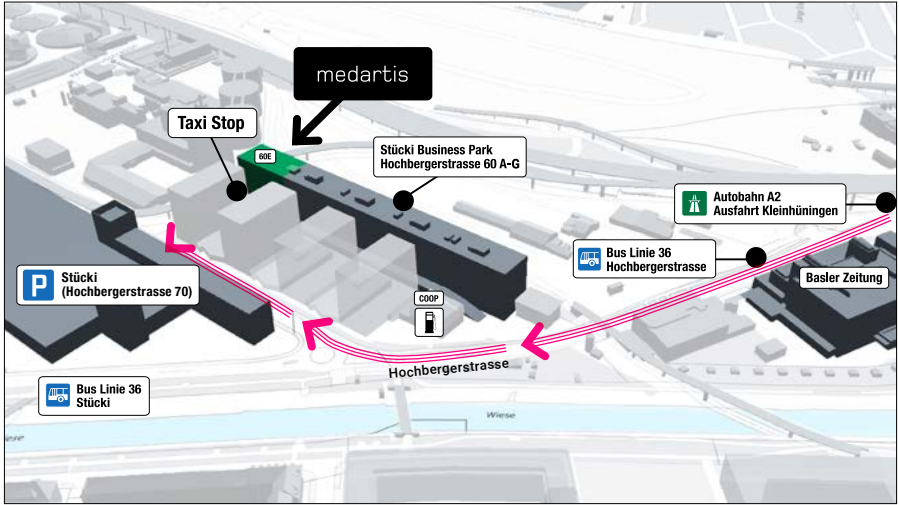 medartis
Taxi Stop
60E
Stücki Business Park
Hochbergerstrasse 60 A-G
Autobahn A2
Ausfahrt Kleinhüningen
Bus Linie 36
Hochbergerstrasse
Basler Zeitung
P
Stücki
(Hochbergerstrasse 70)
COOP
Hochbergerstrasse
Bus Linie 36
Stücki
Wiese
iese